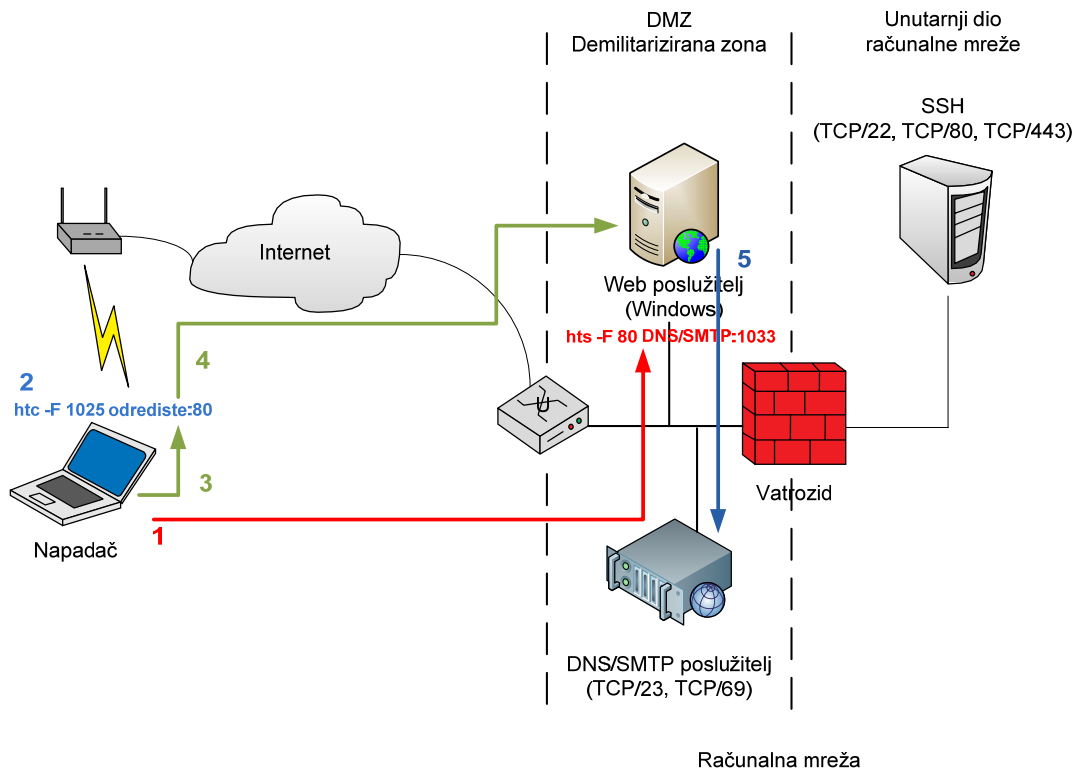 DMZ
Demilitarizirana zona
Unutarnji dio
računalne mreže
SSH
(TCP/22, TCP/80, TCP/443)
Internet
Web poslužitelj
(Windows)
5
hts -F 80 DNS/SMTP:1033
4
2
htc -F 1025 odrediste:80
U
3
1
Napadač
Vatrozid
DNS/SMTP poslužitelj
(TCP/23, TCP/69)
Računalna mreža